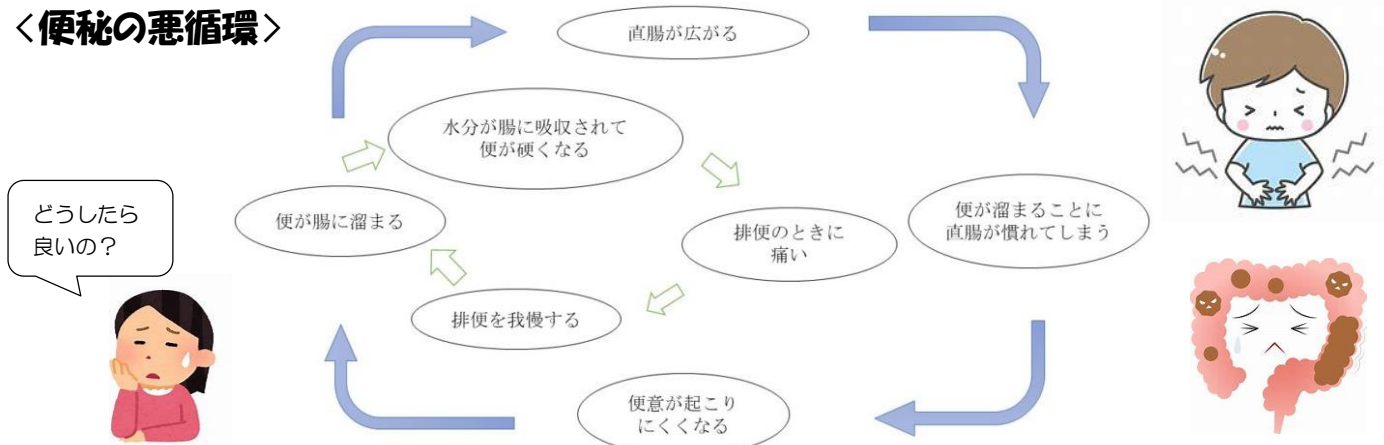 ＜便秘の悪循環＞
直腸が広がる
水分が腸に吸収されて
便が硬くなる
便が腸に溜まる
排便のときに
痛い
便が溜まることに
直腸が慣れてしまう
排便を我慢する
便意が起こり
にくくなる
どうしたら
良いの？